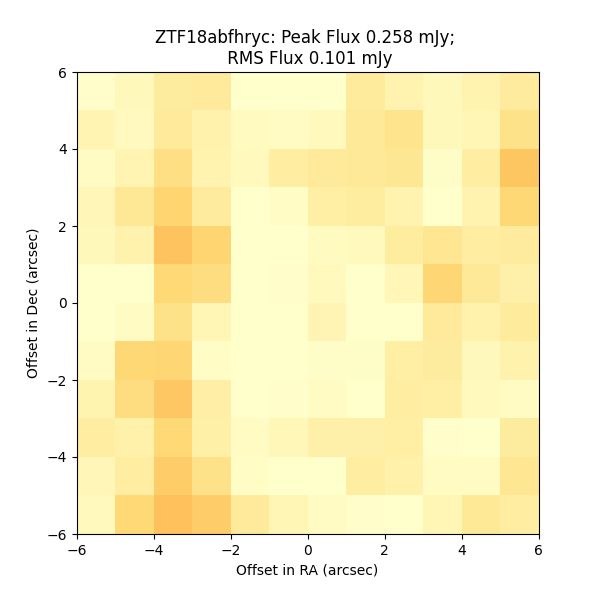 ZTF18abfhryc: Peak Flux 0.258 mJy;
RMS Flux 0.101 mJy
6
4
2
0
−2
−4
−6
Offset in Dec (arcsec)
−6 −4 −2 0 2 4 6
Offset in RA (arcsec)